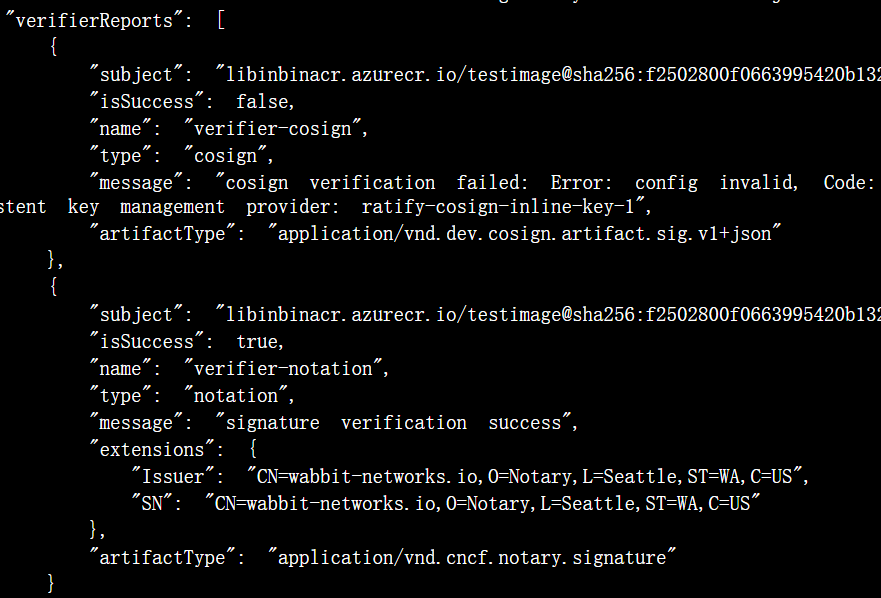 "verifierReports": [
{
"subject": "libinbinacr.azurecr.io/testimage@sha256:f2502800f0663995420b132
"isSuccess": false,
"name": "verifier-cosign",
"type": "cosign",
"message": "cosign verification failed: Error: config invalid, Code:
stent key management provider: ratify-cosign-inline-key-1",
"artifactType": "application/vnd.dev.cosign.artifact.sig.v1+json"
},
{
"subject": "libinbinacr.azurecr.io/testimage@sha256:f2502800f0663995420b132
"isSuccess": true,
"name": "verifier-notation",
"type": "notation",
"message": "signature verification success",
"extensions": {
"Issuer": "CN=wabbit-networks.io,O=Notary,L=Seattle,ST=WA,C=US",
"SN": "CN=wabbit-networks.io,O=Notary,L=Seattle,ST=WA,C=US"
},
"artifactType": "application/vnd.cncf.notary.signature"
}